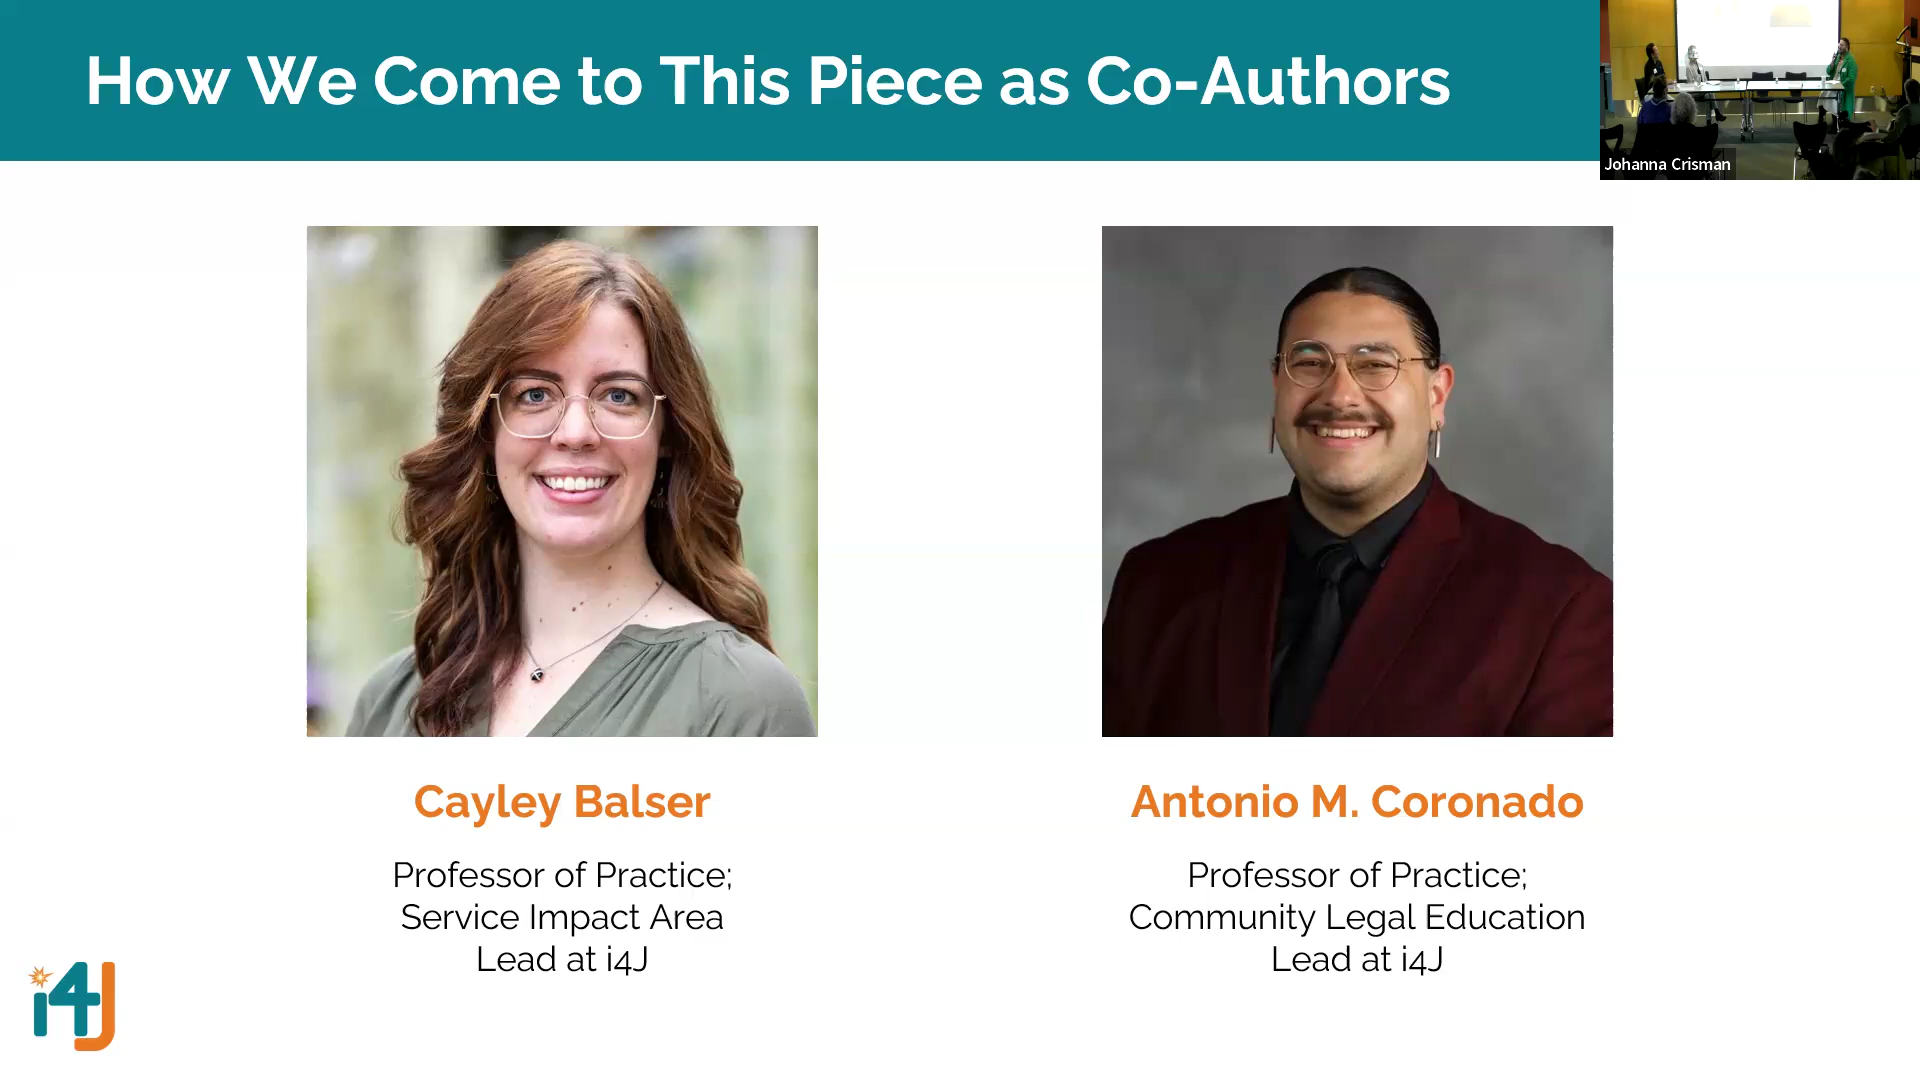 How We Come to This Piece as Co-Authors
Johanna Crisman
Cayley Balser
Professor of Practice;
Service Impact Area
Lead at i4J
Antonio M. Coronado
Professor of Practice;
Community Legal Education
Lead at i4J
i4J